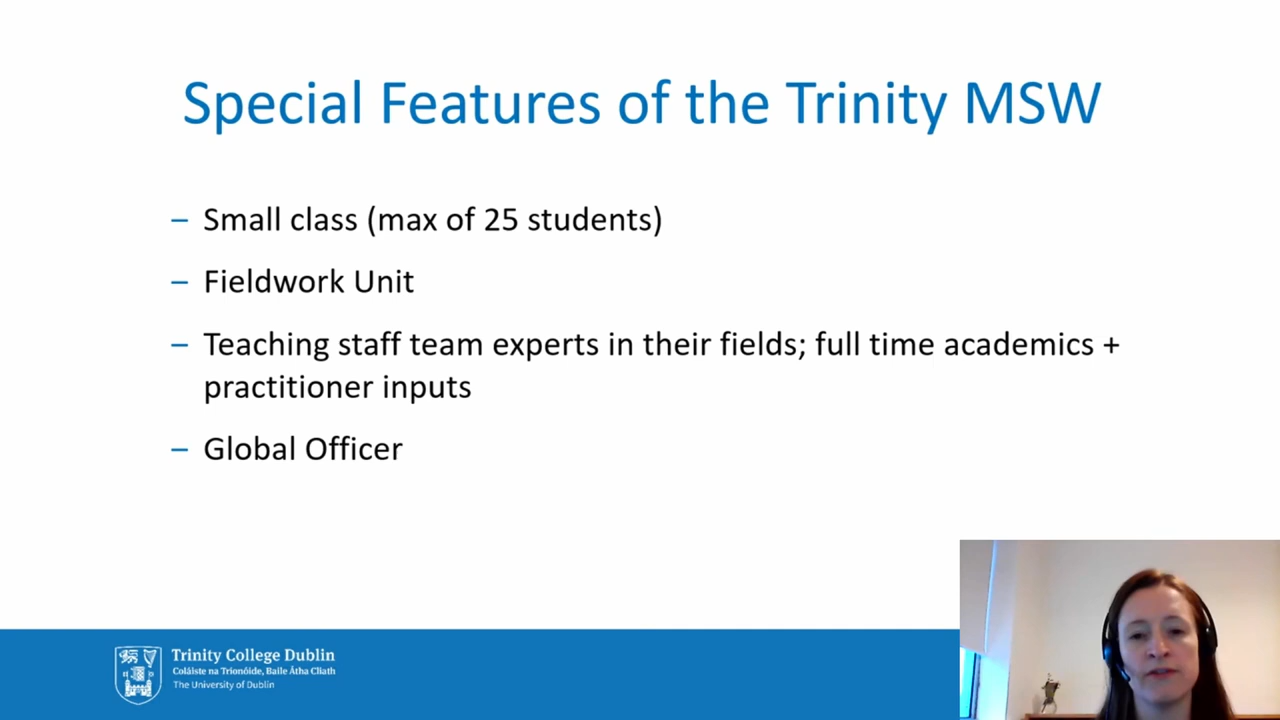 Special Features of the Trinity MSW
– Small class (max of 25 students)
– Fieldwork Unit
– Teaching staff team experts in their fields; full time academics +
practitioner inputs
– Global Officer
Trinity College Dublin
Coláiste na Tríonóide, Baile Átha Cliath
The University of Dublin